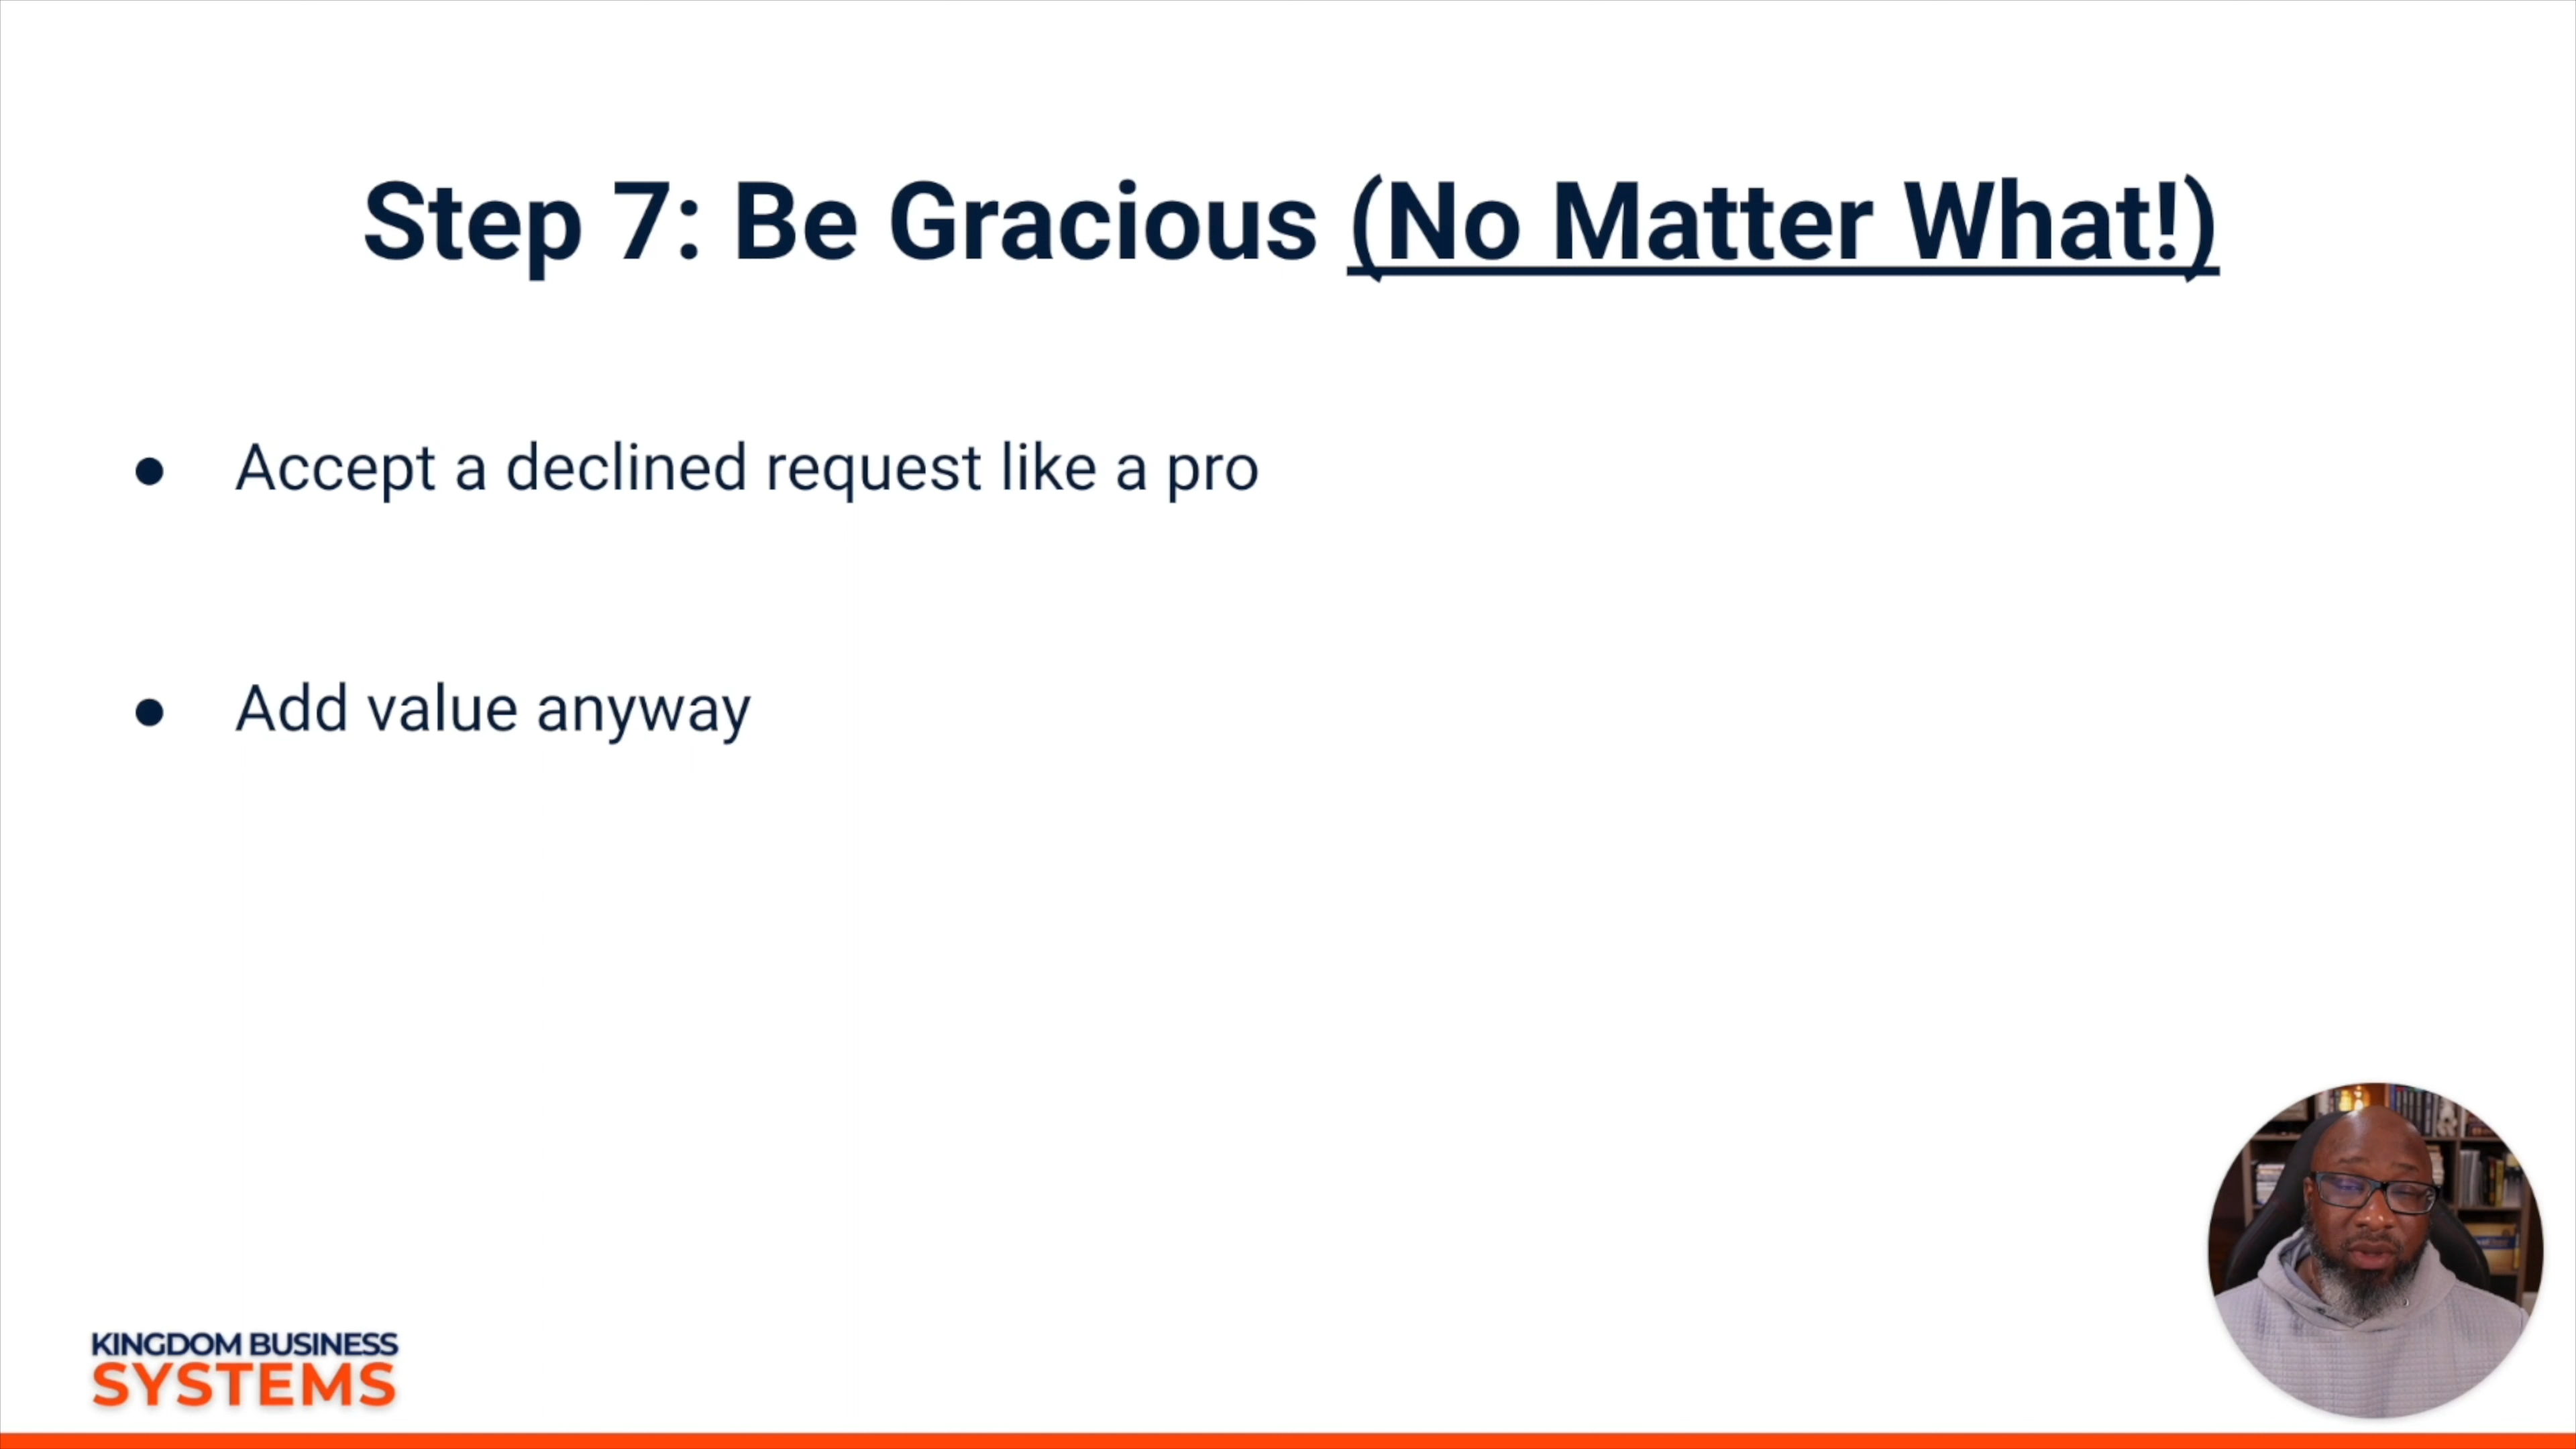 Step 7: Be Gracious (No Matter What!)
● Accept a declined request like a pro
● Add value anyway
KINGDOM BUSINESS
SYSTEMS